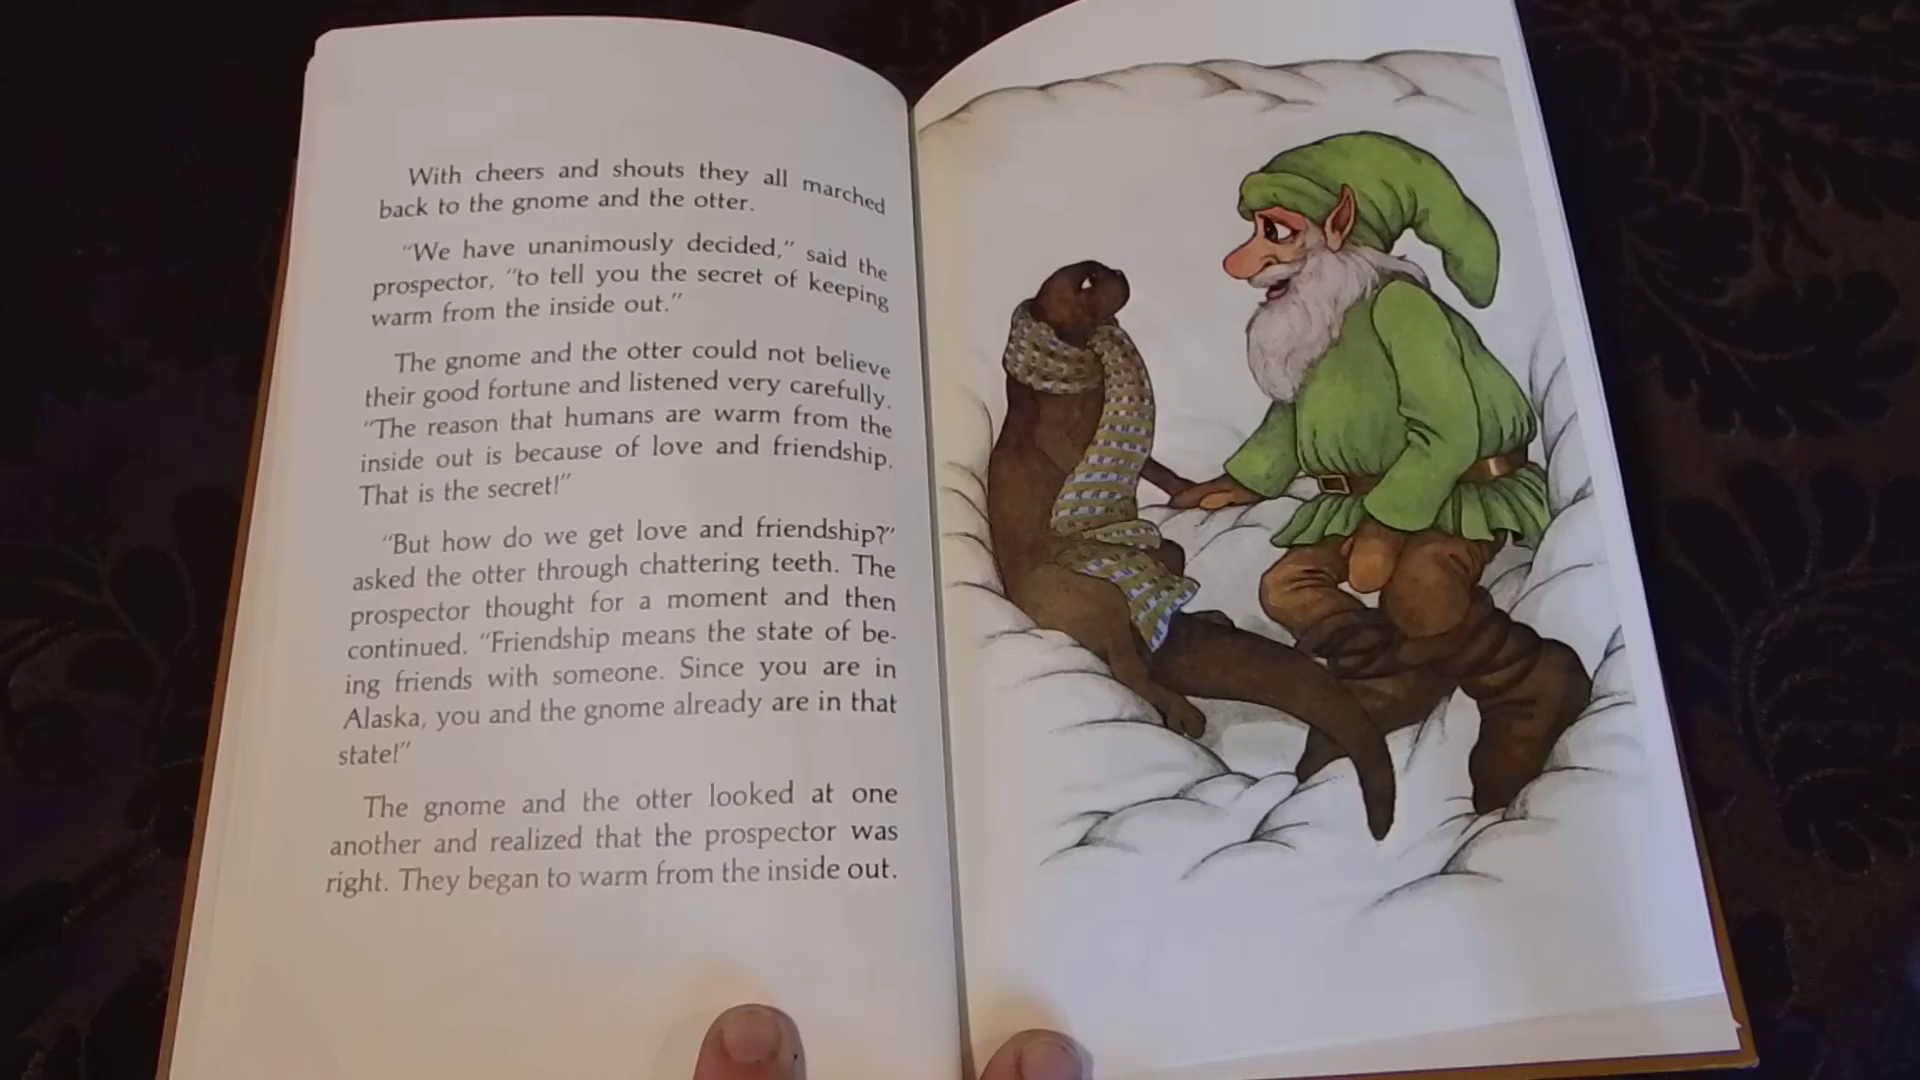 With cheers and shouts they all marched
back to the gnome and the otter.
"We have unanimously decided," said the
prospector, "to tell you the secret of keeping
warm from the inside out."
The gnome and the otter could not believe
their good fortune and listened very carefully.
"The reason that humans are warm from the
inside out is because of love and friendship.
That is the secret!"
"But how do we get love and friendship?"
asked the otter through chattering teeth. The
prospector thought for a moment and then
continued. "Friendship means the state of be-
ing friends with someone. Since you are in
Alaska, you and the gnome already are in that
state!"
The gnome and the otter looked at one
another and realized that the prospector was
right. They began to warm from the inside out.